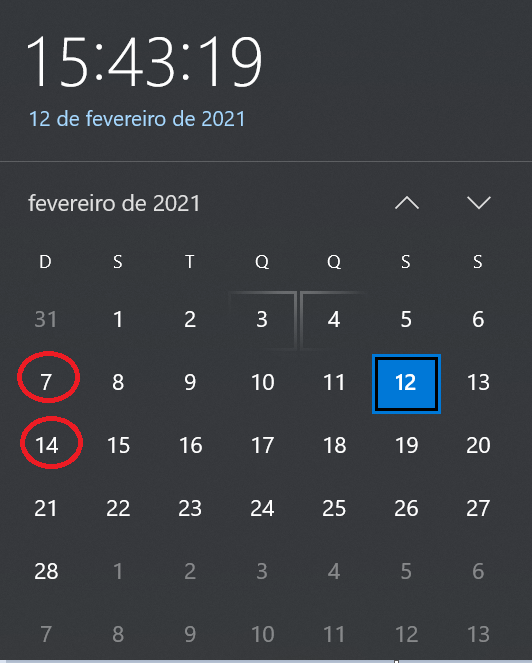 15:43:19
12 de fevereiro de 2021
fevereiro de 2021
D S T Q Q S S
31 1 2 3 4 5 6
7 8 9 10 11 12 13
14 15 16 17 18 19 20
21 22 23 24 25 26 27
28 1 2 3 4 5 6
7 8 9 10 11 12 13